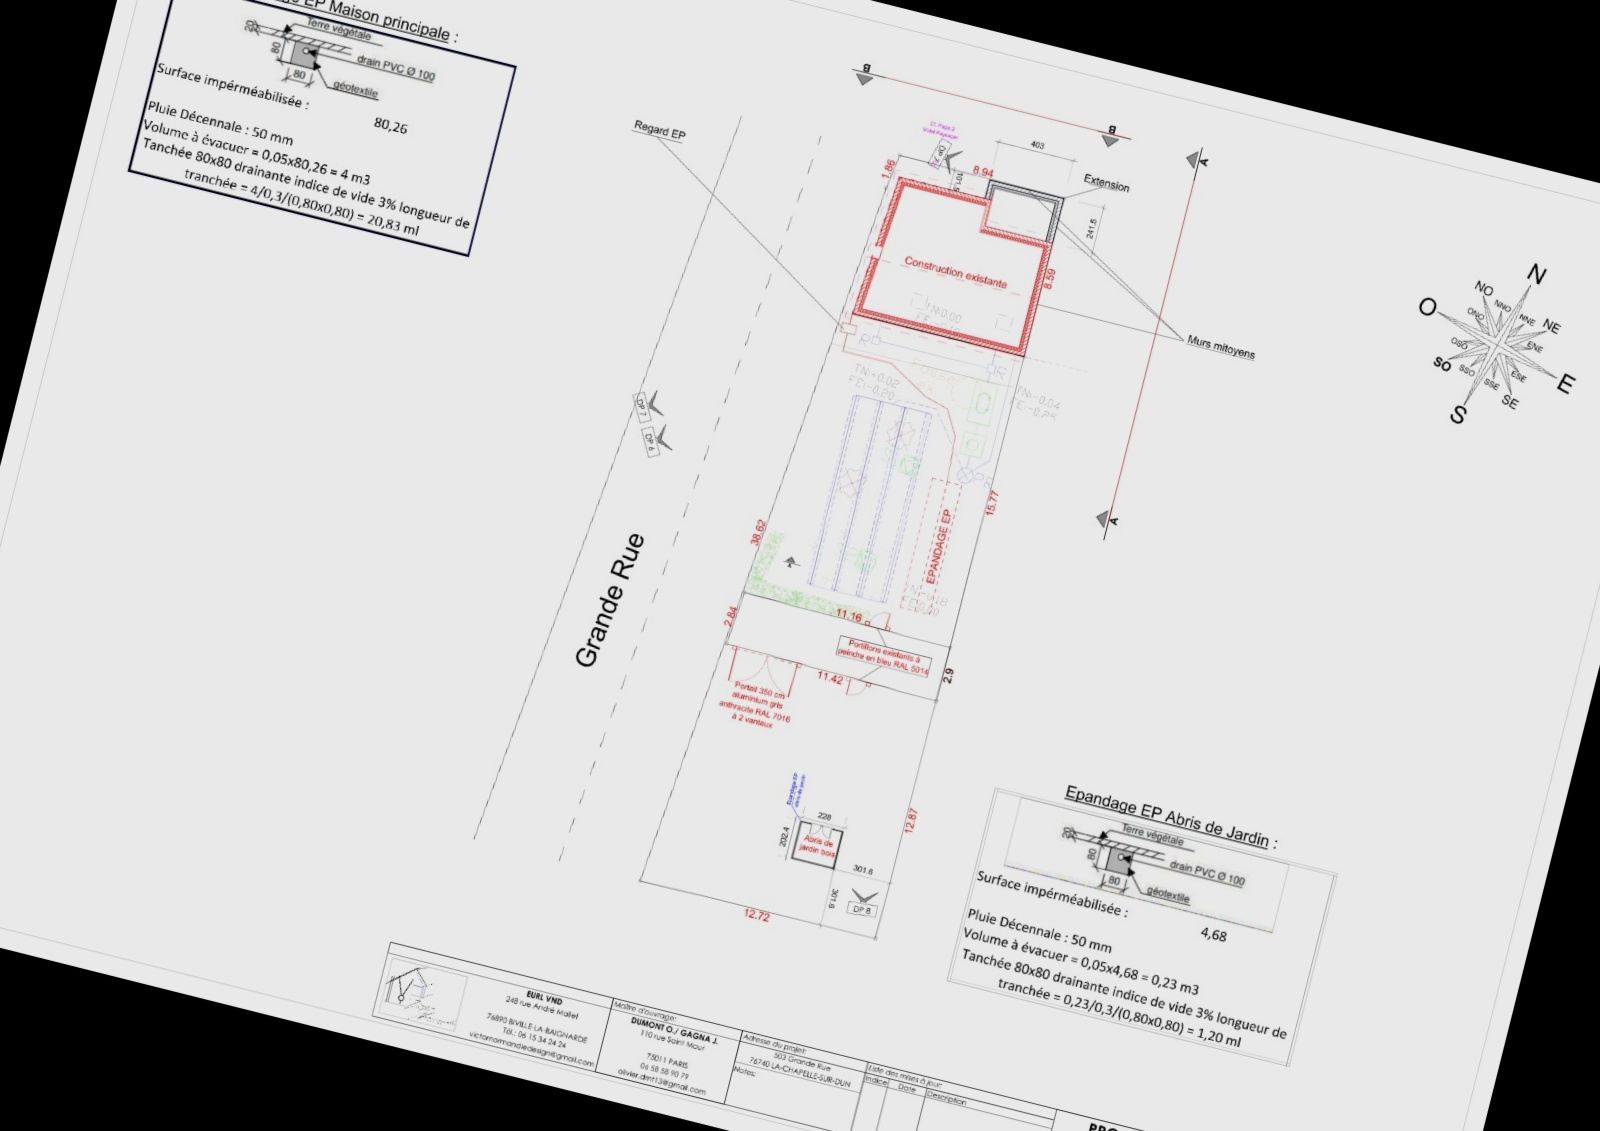 EP Maison principale :
Terre végétale
20
80
drain PVC Ø 100
80
géotextile
Surface imperméabilisée :
80,26
Pluie Décennale : 50 mm
Volume à évacuer = 0,05x80,26 = 4 m3
Tanchée 80x80 drainante indice de vide 3% longueur de
tranchée = 4/0,3/(0,80x0,80) = 20,83 ml
B
B
A
A
Regard EP
403
1.86
8.94
101.5
Extension
241.5
Construction existante
8.59
Murs mitoyens
N
NNO
NNE
NO
NE
ONO
ENE
O
E
OSO
ESE
SO
SSO
SSE
SE
S
TN:0.00
R
R
TN:+0.02
FE:-0.20
TN:-0.04
DP 7
DP 6
38.62
15.77
EPANDAGE EP
Grande Rue
2.84
11.16
Portillons existants à
peindre en bleu RAL 5014
2.9
11.42
Portail 350 cm
aluminium gris
anthracite RAL 7016
à 2 vantaux
Epandage EP
abris de jardin
228
202.4
Abris de
jardin bois
12.87
301.6
301.6
DP 8
12.72
Epandage EP Abris de Jardin :
Terre végétale
20
80
drain PVC Ø 100
80
géotextile
Surface imperméabilisée :
4,68
Pluie Décennale : 50 mm
Volume à évacuer = 0,05x4,68 = 0,23 m3
Tanchée 80x80 drainante indice de vide 3% longueur de
tranchée = 0,23/0,3/(0,80x0,80) = 1,20 ml
EURL VND
248 rue André Mallet
76890 BIVILLE-LA-BAIGNARDE
Tél.: 06 15 34 24 24
victornormandiedesign@gmail.com
Maître d'ouvrage:
DUMONT O./ GAGNA J.
110 rue Saint Maur
75011 PARIS
06 58 58 90 79
olivier.dmt13@gmail.com
Adresse du projet:
503 Grande Rue
76740 LA-CHAPELLE-SUR-DUN
Notes:
Liste des mises à jour:
Indice
Date
Description